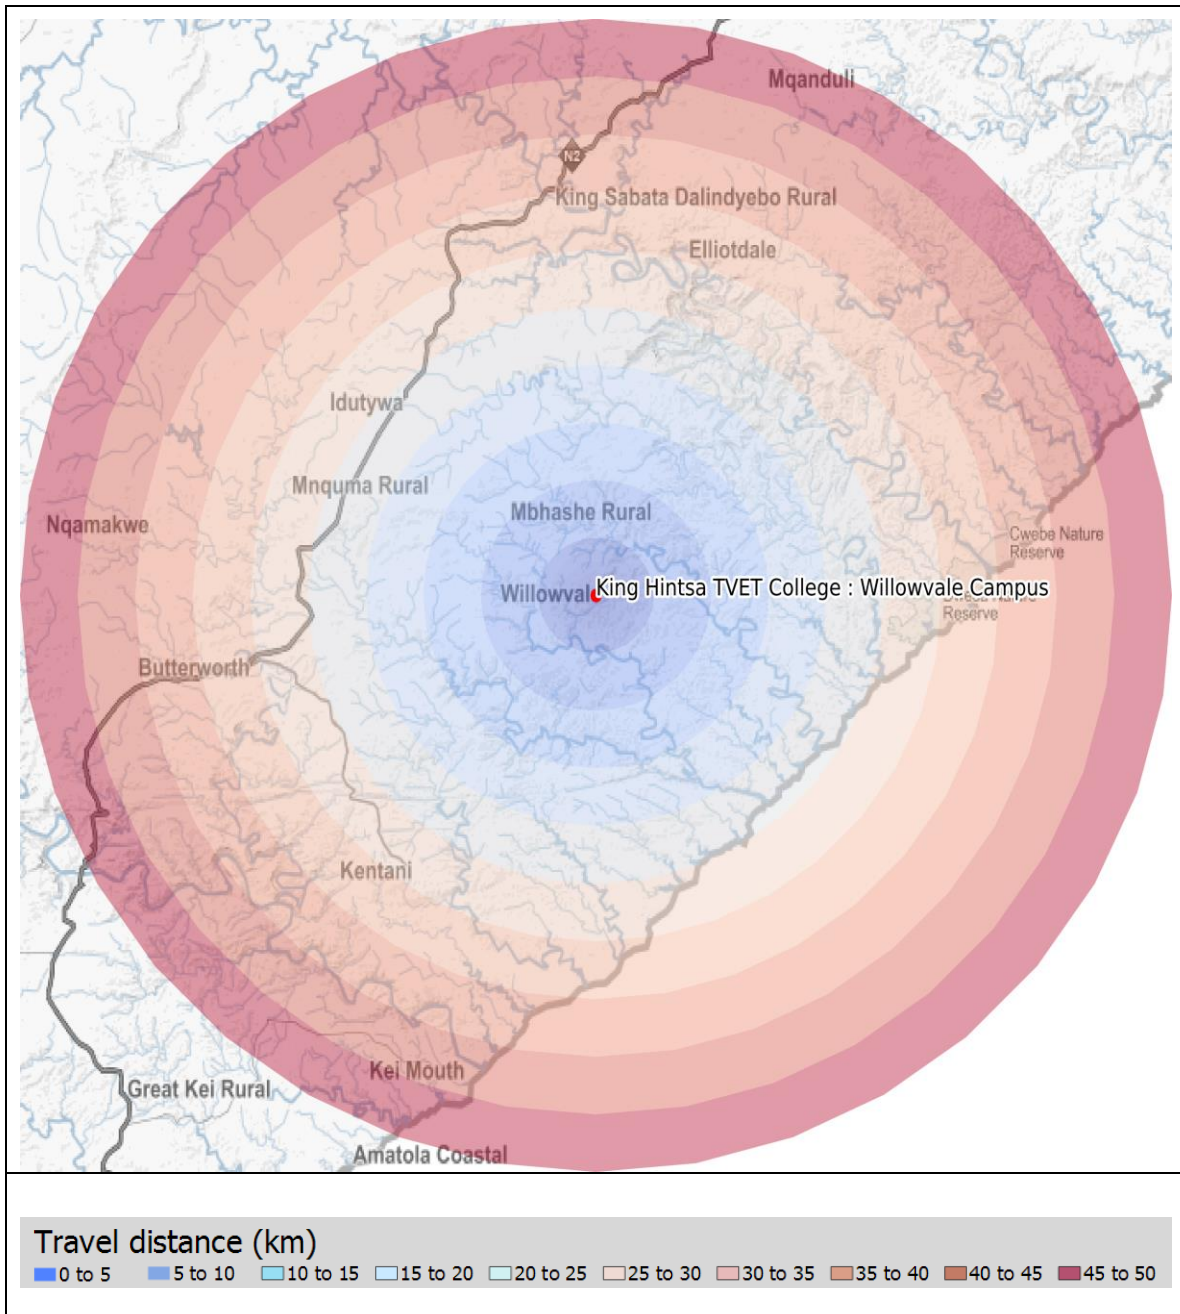 Mqanduli
N2
King Sabata Dalindyebo Rural
Elliotdale
Idutywa
Mnquma Rural
Mbhashe Rural
Nqamakwe
Cwebe Nature
Reserve
Willowvale
King Hintsa TVET College : Willowvale Campus
Reserve
Butterworth
Kentani
Kei Mouth
Great Kei Rural
Amatola Coastal
Travel distance (km)
0 to 5 5 to 10 10 to 15 15 to 20 20 to 25 25 to 30 30 to 35 35 to 40 40 to 45 45 to 50